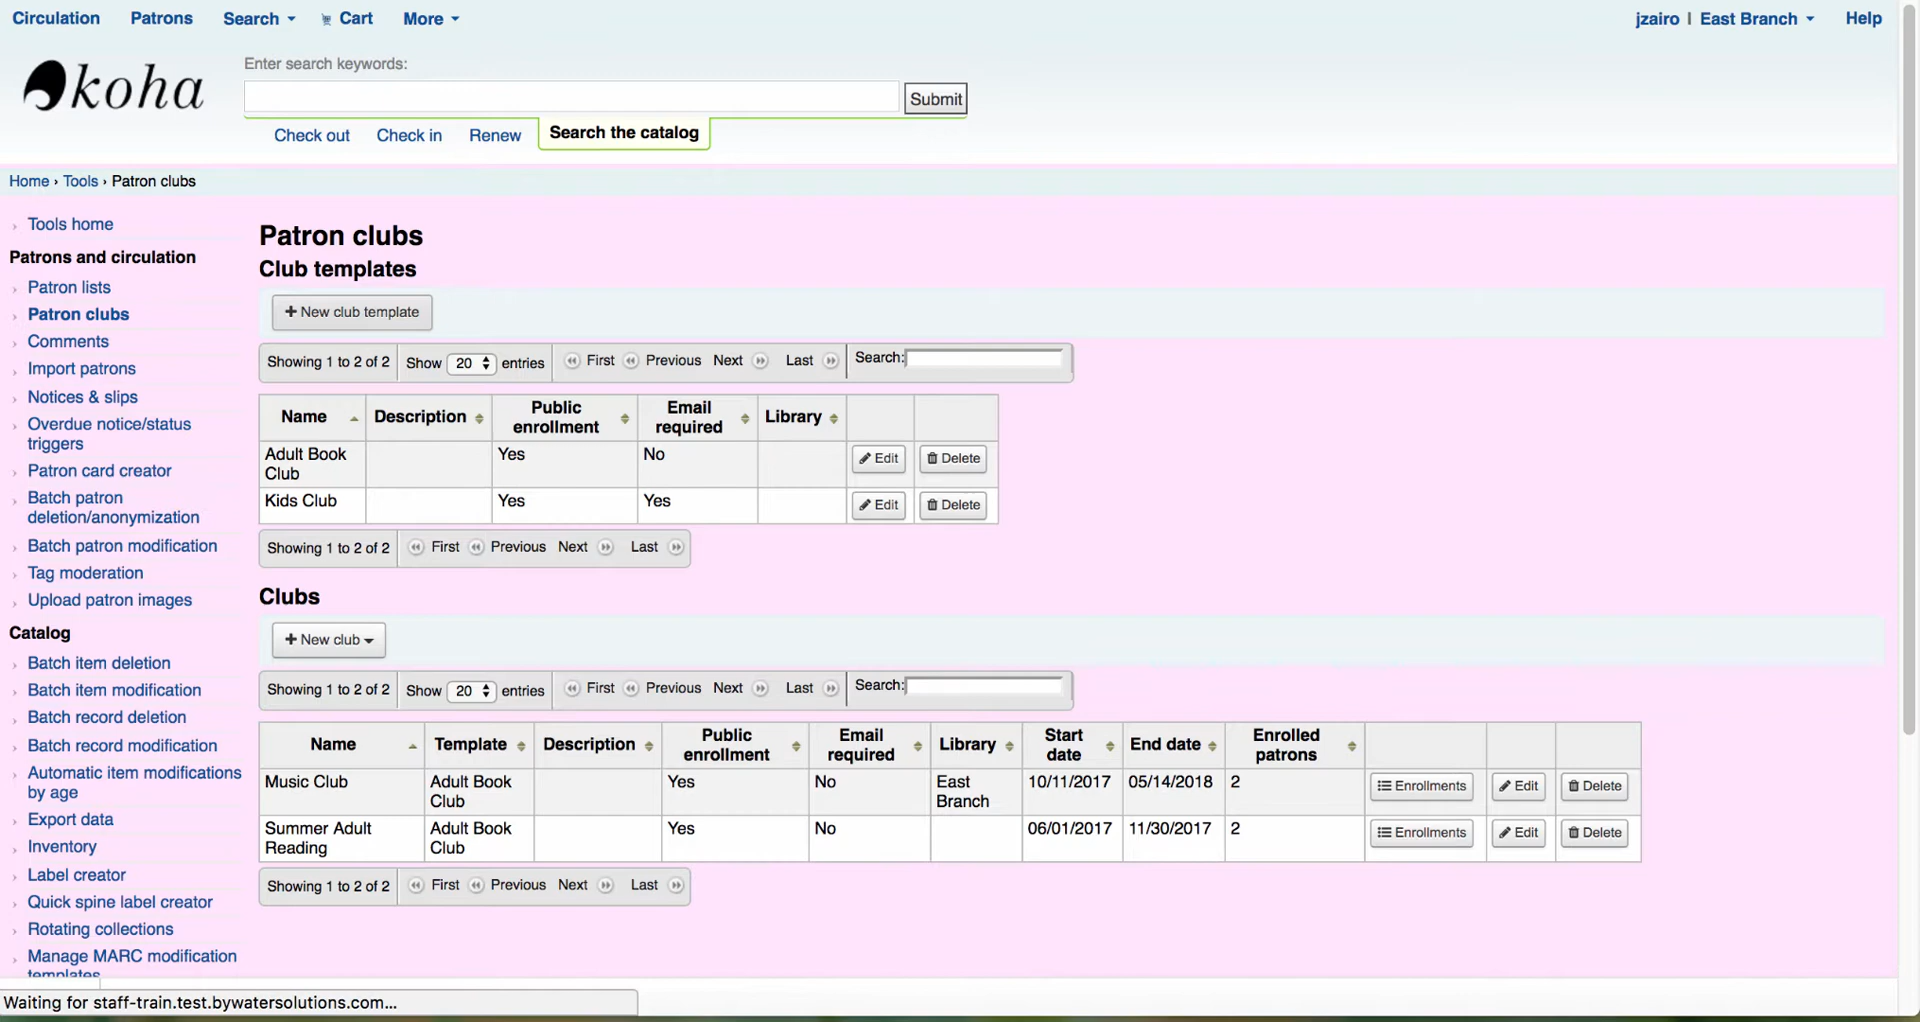 Circulation Patrons Search Cart More jzairo | East Branch Help
Enter search keywords:
koha
Submit
Check out Check in Renew Search the catalog
Home › Tools › Patron clubs
Tools home
Patrons and circulation
Patron lists
Patron clubs
Comments
Import patrons
Notices & slips
Overdue notice/status
triggers
Patron card creator
Batch patron
deletion/anonymization
Batch patron modification
Tag moderation
Upload patron images
Catalog
Batch item deletion
Batch item modification
Batch record deletion
Batch record modification
Automatic item modifications
by age
Export data
Inventory
Label creator
Quick spine label creator
Rotating collections
Manage MARC modification
templates
Patron clubs
Club templates
+ New club template
Showing 1 to 2 of 2 Show 20 entries First Previous Next Last Search:
Name Description Public enrollment Email required Library
Adult Book Club Yes No Edit Delete
Kids Club Yes Yes Edit Delete
Showing 1 to 2 of 2 First Previous Next Last
Clubs
+ New club
Showing 1 to 2 of 2 Show 20 entries First Previous Next Last Search:
Name Template Description Public enrollment Email required Library Start date End date Enrolled patrons
Music Club Adult Book Club Yes No East Branch 10/11/2017 05/14/2018 2 Enrollments Edit Delete
Summer Adult Reading Adult Book Club Yes No 06/01/2017 11/30/2017 2 Enrollments Edit Delete
Showing 1 to 2 of 2 First Previous Next Last
Waiting for staff-train.test.bywatersolutions.com...